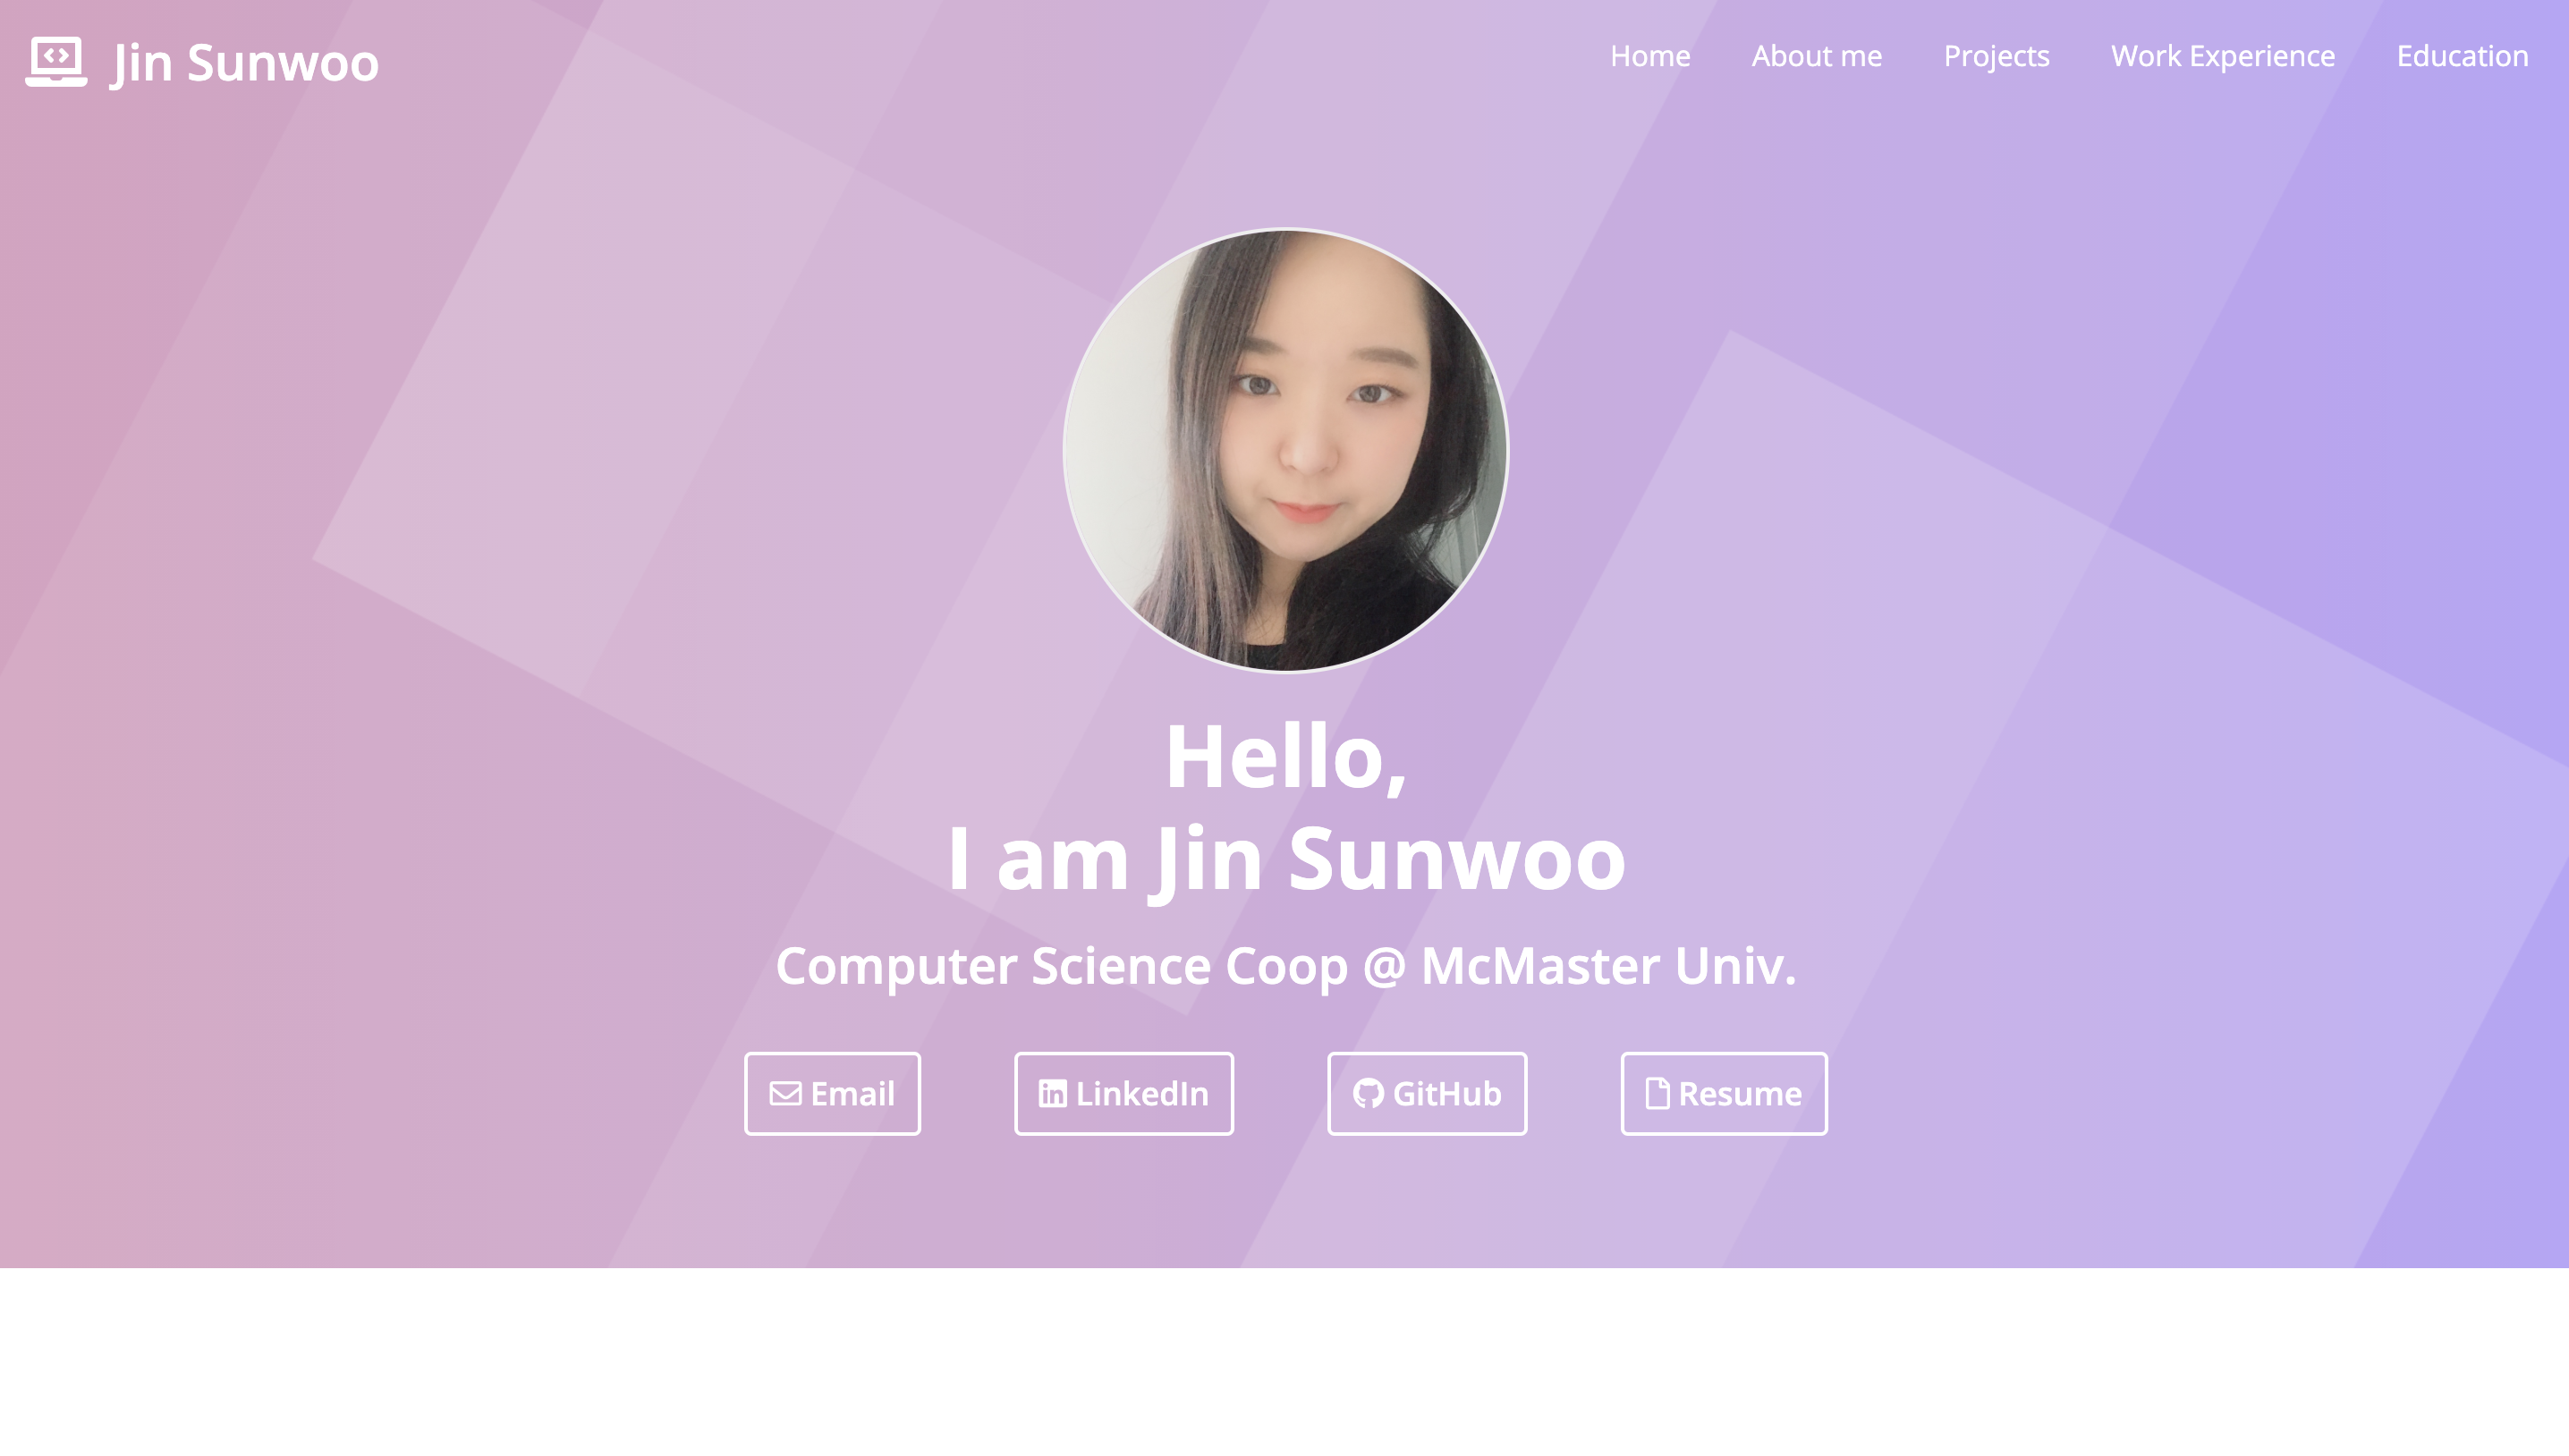 Jin Sunwoo
Home About me Projects Work Experience Education
Hello,
I am Jin Sunwoo
Computer Science Coop @ McMaster Univ.
Email LinkedIn GitHub Resume